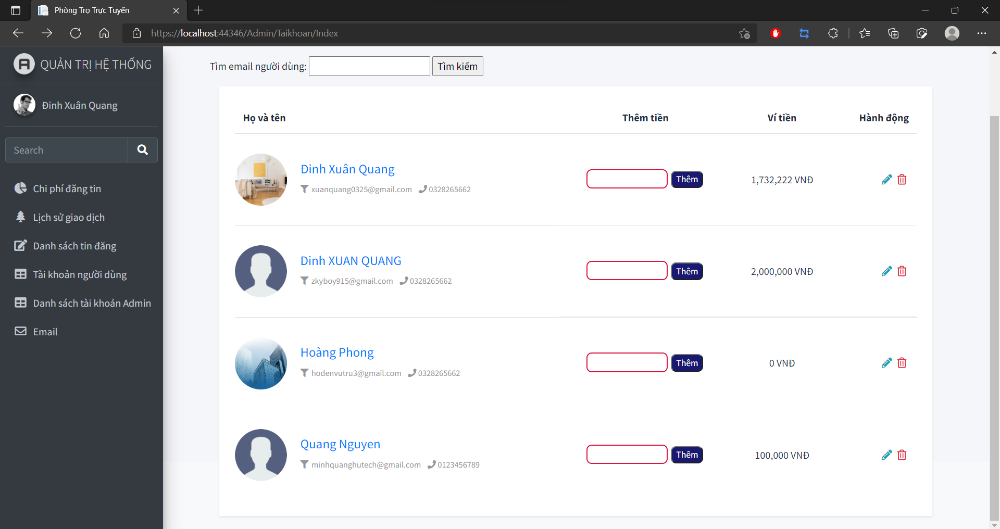 Phòng Trọ Trực Tuyến
https://localhost:44346/Admin/Taikhoan/Index
QUẢN TRỊ HỆ THỐNG
Đinh Xuân Quang
Search
Chi phí đăng tin
Lịch sử giao dịch
Danh sách tin đăng
Tài khoản người dùng
Danh sách tài khoản Admin
Email
Tìm email người dùng: Tìm kiếm
Họ và tên Thêm tiền Ví tiền Hành động
Đinh Xuân Quang
xuanquang0325@gmail.com 0328265662
Thêm 1,732,222 VNĐ
Dinh XUAN QUANG
zkyboy915@gmail.com 0328265662
Thêm 2,000,000 VNĐ
Hoàng Phong
hodenvutru3@gmail.com 0328265662
Thêm 0 VNĐ
Quang Nguyen
minhquanghutech@gmail.com 0123456789
Thêm 100,000 VNĐ